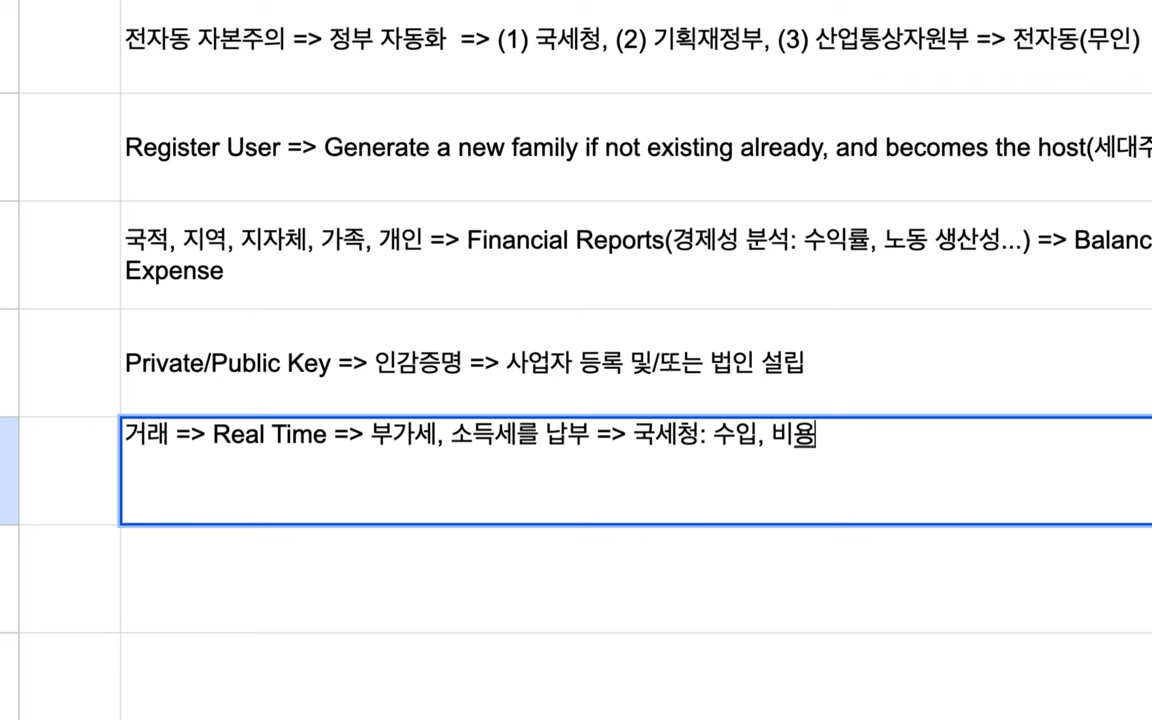 전자동 자본주의 => 정부 자동화  => (1) 국세청, (2) 기획재정부, (3) 산업통상자원부 => 전자동(무인)
Register User => Generate a new family if not existing already, and becomes the host(세대주
국적, 지역, 지자체, 가족, 개인 => Financial Reports(경제성 분석: 수익률, 노동 생산성...) => Balanc
Expense
Private/Public Key => 인감증명 => 사업자 등록 및/또는 법인 설립
거래 => Real Time => 부가세, 소득세를 납부 => 국세청: 수입, 비용